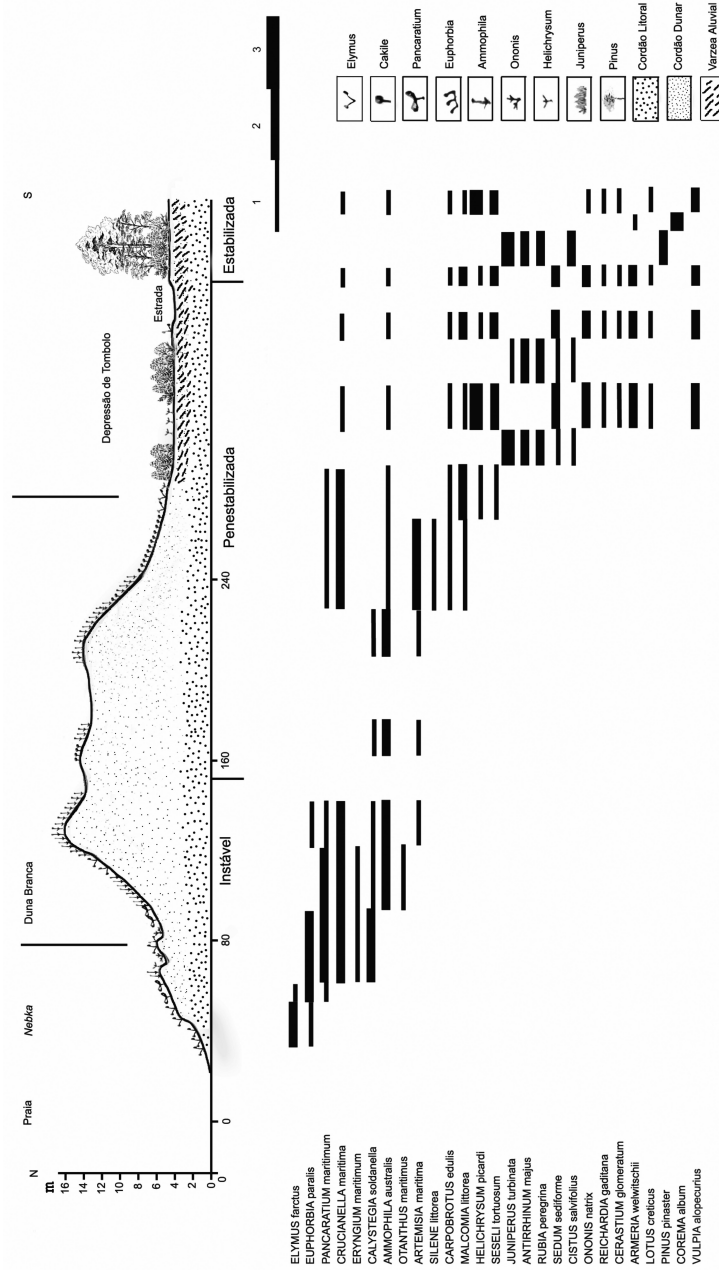 N
S
Praia
Nebka
Duna Branca
Depressão de Tombolo
Estrada
m
16
14
12
10
8
6
4
2
0
0
80
160
240
Instável
Penestabilizada
Estabilizada
1
2
3
ELYMUS farctus
EUPHORBIA paralis
PANCARATIUM maritimum
CRUCIANELLA maritima
ERYNGIUM maritimum
CALYSTEGIA soldanella
AMMOPHILA australis
OTANTHUS maritimus
ARTEMISIA maritima
SILENIE littorea
CARPOBROTUS edulis
MALCOMIA littorea
HELICHRYSUM picardi
SESELI tortuosum
JUNIPERUS turbinata
ANTIRRHINUM majus
RUBIA peregrina
SEDUM sediforme
CISTUS salvifolius
ONONIS natrix
REICHARDIA gaditana
CERASTIUM glomeratum
ARMERIA welwitschii
LOTUS creticus
PINUS pinaster
COREMA album
VULPIA alopecurius
Elymus
Cakile
Pancaratium
Euphorbia
Ammophila
Ononis
Helichrysum
Juniperus
Pinus
Cordão Litoral
Cordão Dunar
Varzea Aluvial